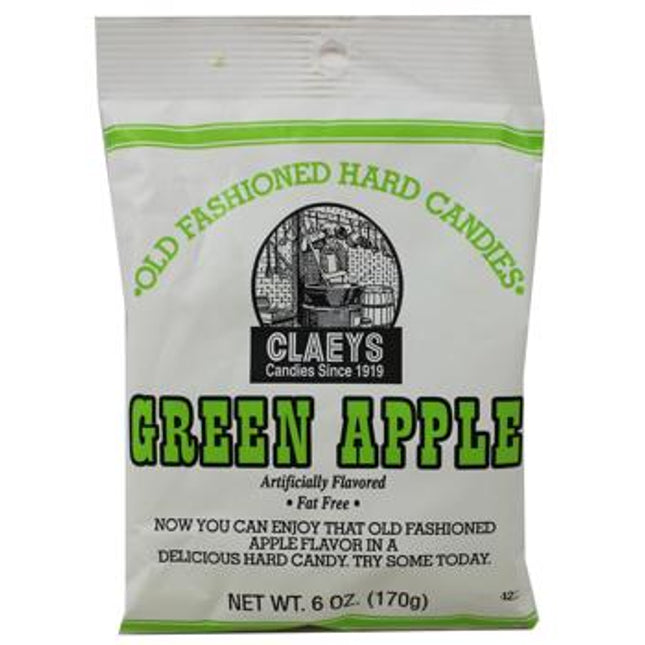 •OLD FASHIONED HARD CANDIES•
CLAEYS
Candies Since 1919
GREEN APPLE
Artificially Flavored
• Fat Free •
NOW YOU CAN ENJOY THAT OLD FASHIONED
APPLE FLAVOR IN A
DELICIOUS HARD CANDY. TRY SOME TODAY.
NET WT. 6 OZ. (170g)